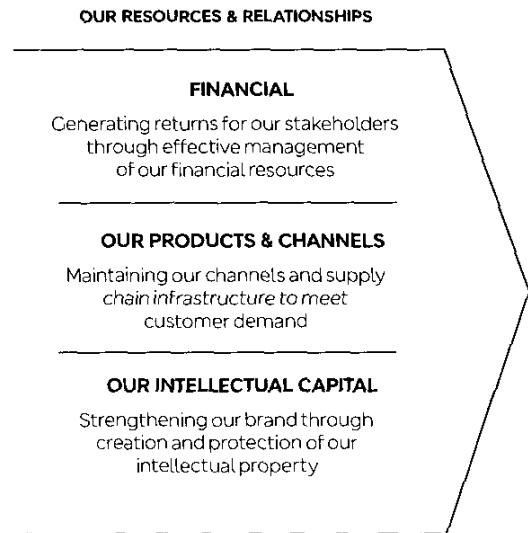 OUR RESOURCES & RELATIONSHIPS
FINANCIAL
Generating returns for our stakeholders
through effective management
of our financial resources
OUR PRODUCTS & CHANNELS
Maintaining our channels and supply
chain infrastructure to meet
customer demand
OUR INTELLECTUAL CAPITAL
Strengthening our brand through
creation and protection of our
intellectual property